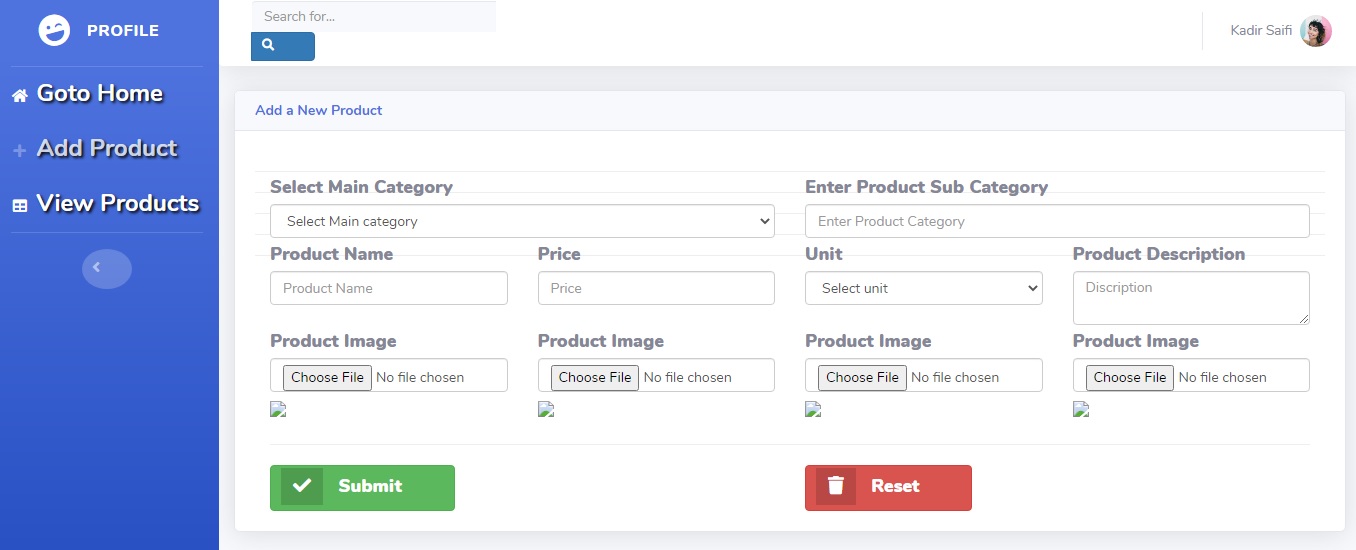 PROFILE
Search for...
Kadir Saifi
Goto Home
Add Product
View Products
Add a New Product
Select Main Category Enter Product Sub Category
Select Main category Enter Product Category
Product Name Price Unit Product Description
Product Name Price Select unit Discription
Product Image Product Image Product Image Product Image
Choose File No file chosen Choose File No file chosen Choose File No file chosen Choose File No file chosen
Submit Reset